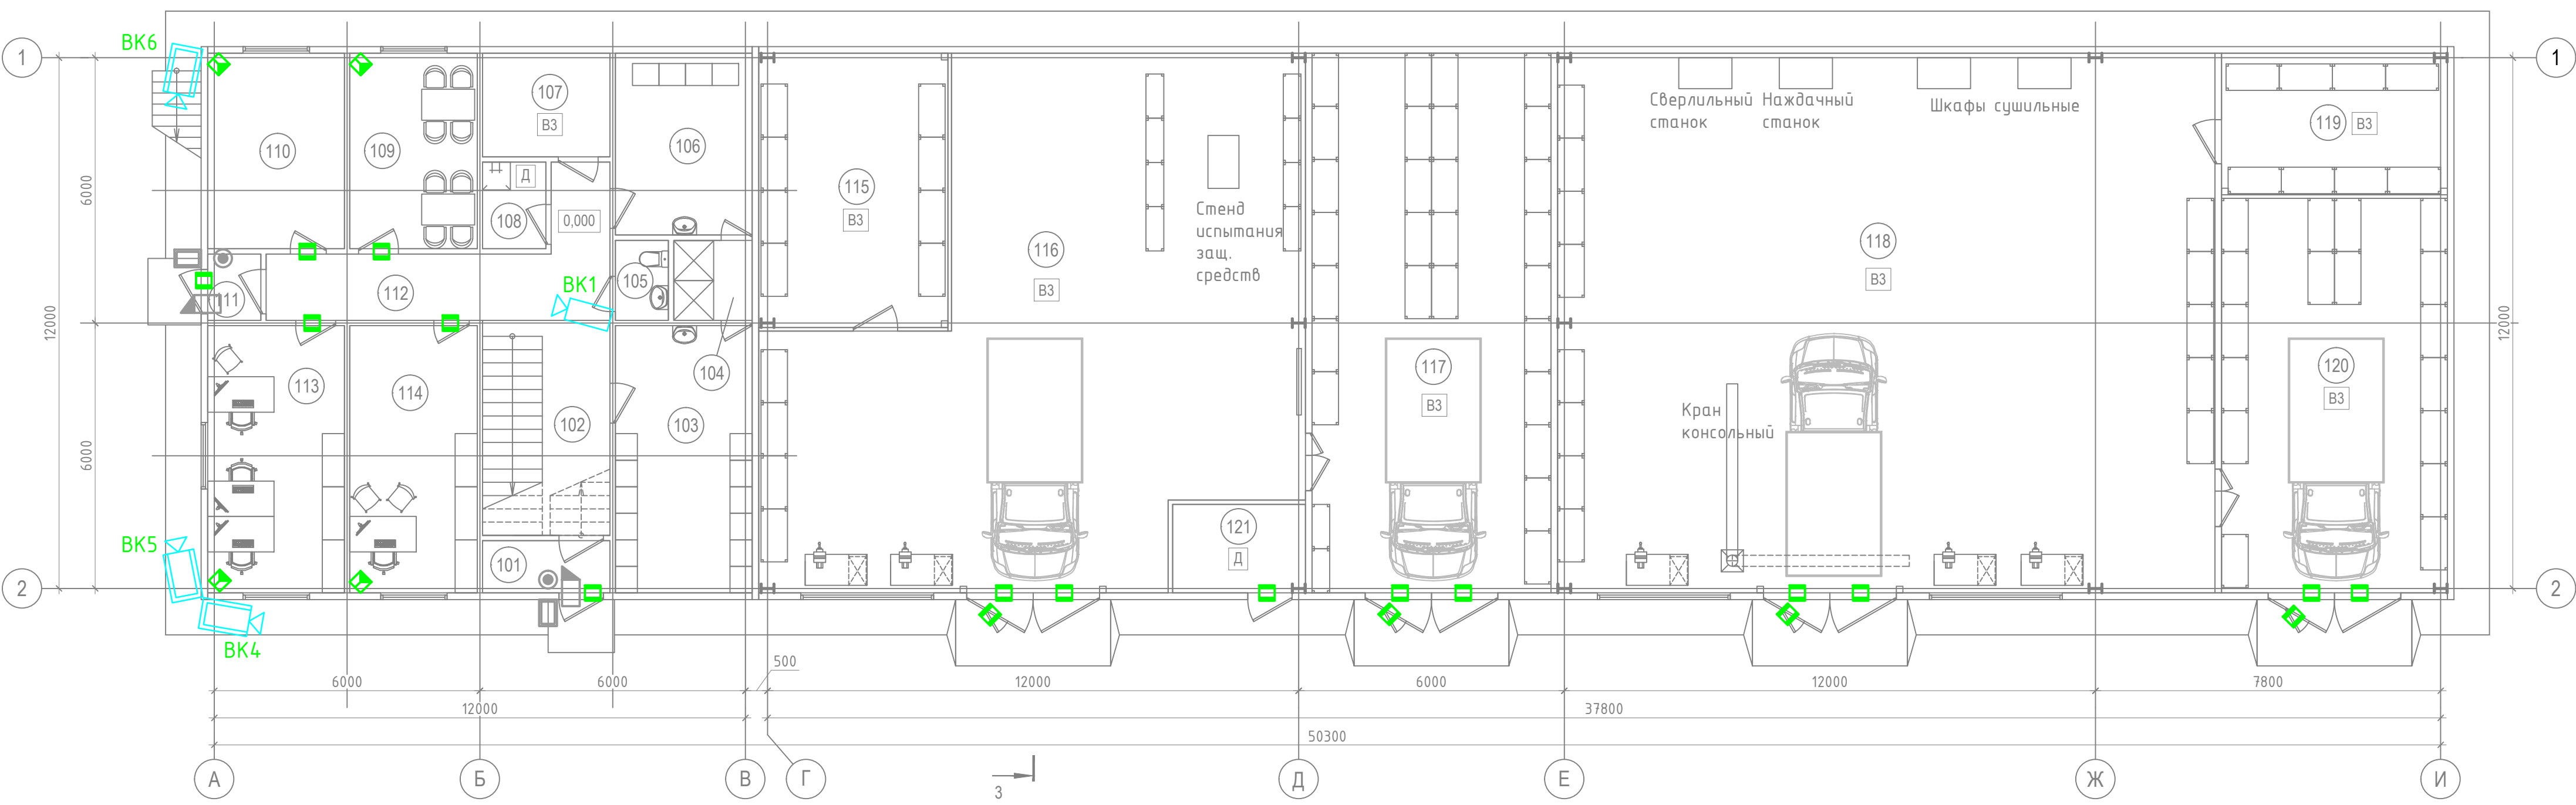 ВК6
1
1
107
В3
Сверлильный
станок
Наждачный
станок
Шкафы сушильные
119
В3
110
109
106
6000
108
Д
0,000
115
В3
Стенд
испытания
защ.
средств
116
В3
118
В3
111
112
ВК1
105
12000
12000
113
114
104
117
В3
120
В3
Кран
консольный
102
103
6000
121
Д
ВК5
101
2
2
ВК4
500
6000
6000
12000
6000
12000
7800
12000
37800
50300
А
Б
В
Г
Д
Е
Ж
И
3